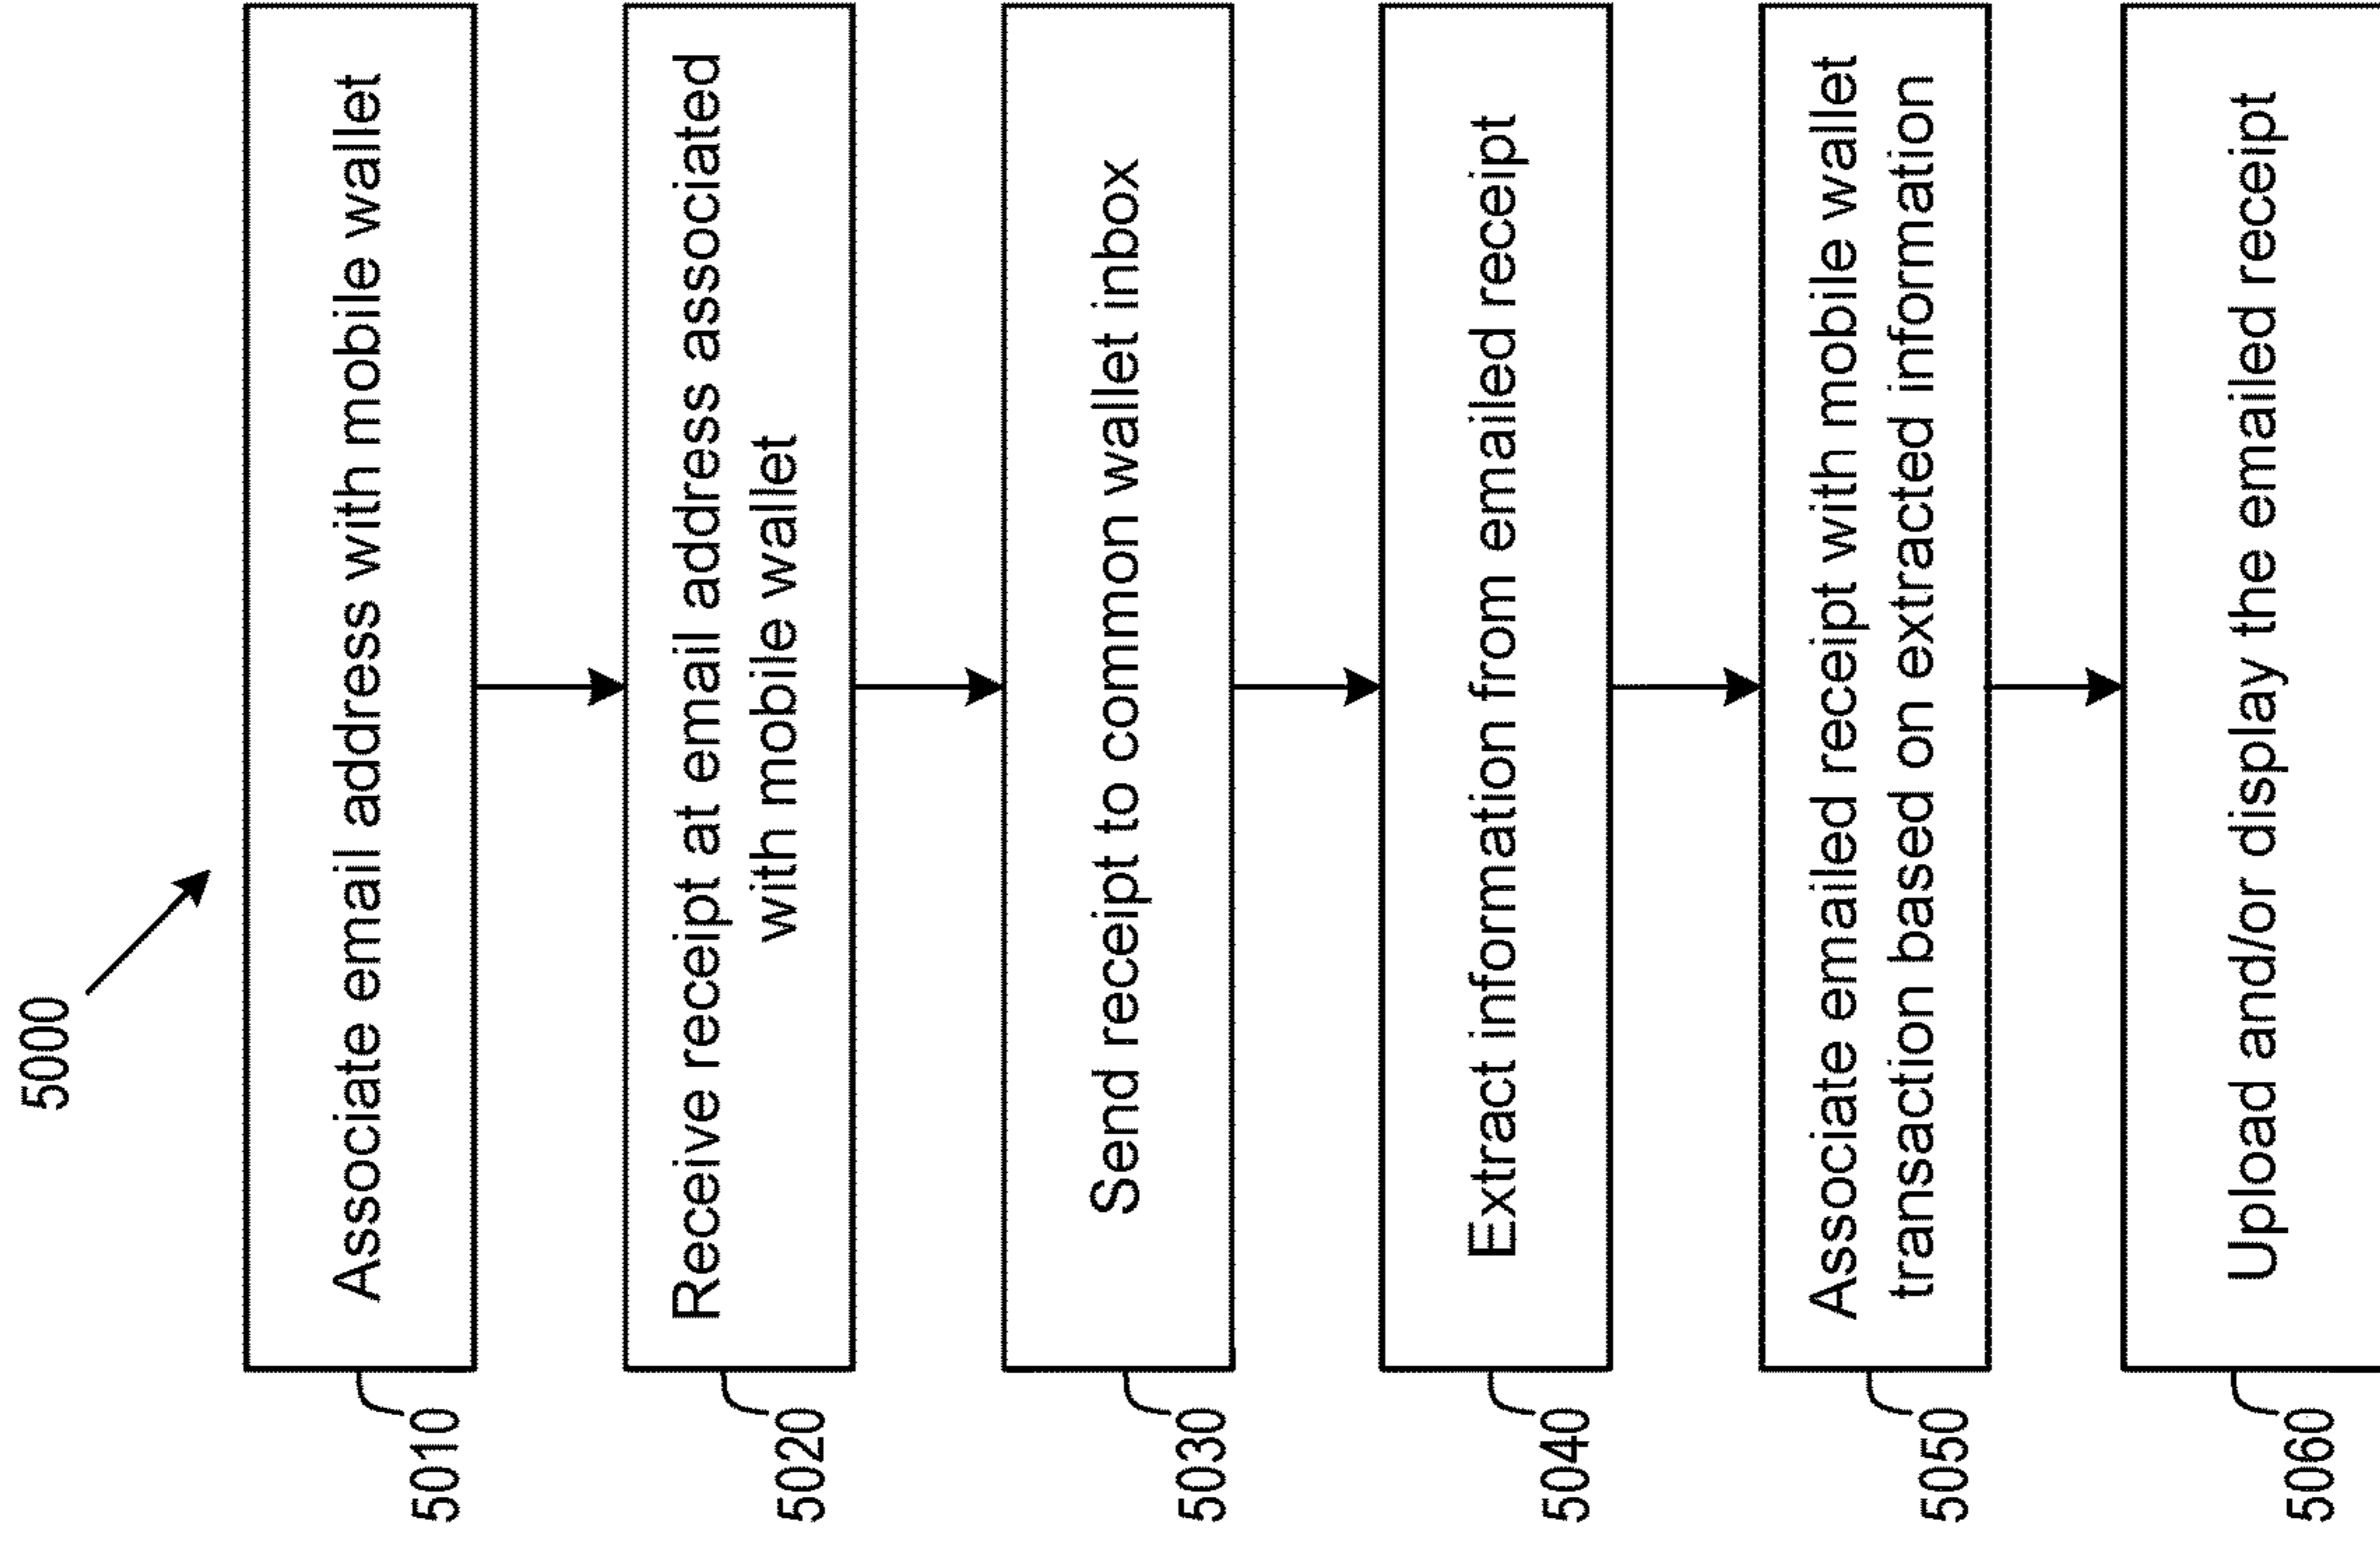 5000
5010
Associate email address with mobile wallet
5020
Receive receipt at email address associated
with mobile wallet
5030
Send receipt to common wallet inbox
5040
Extract information from emailed receipt
5050
Associate emailed receipt with mobile wallet
transaction based on extracted information
5060
Upload and/or display the emailed receipt